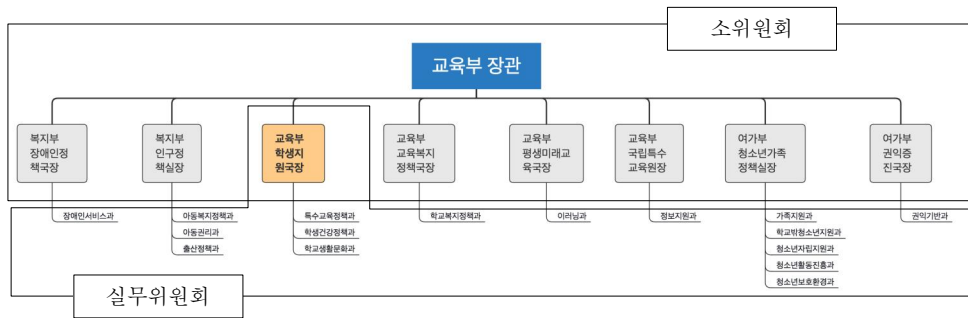 소위원회
교육부 장관
복지부
장애인정
책국장
복지부
인구정
책실장
교육부
학생지
원국장
교육부
교육복지
정책국장
교육부
평생미래교
육국장
교육부
국립특수
교육원장
여가부
청소년가족
정책실장
여가부
권익증
진국장
장애인서비스과
아동복지정책과
아동권리과
출산정책과
특수교육정책과
학생건강정책과
학교생활문화과
학교복지정책과
이러닝과
정보지원과
가족지원과
학교밖청소년지원과
청소년자립지원과
청소년활동진흥과
청소년보호환경과
권익기반과
실무위원회